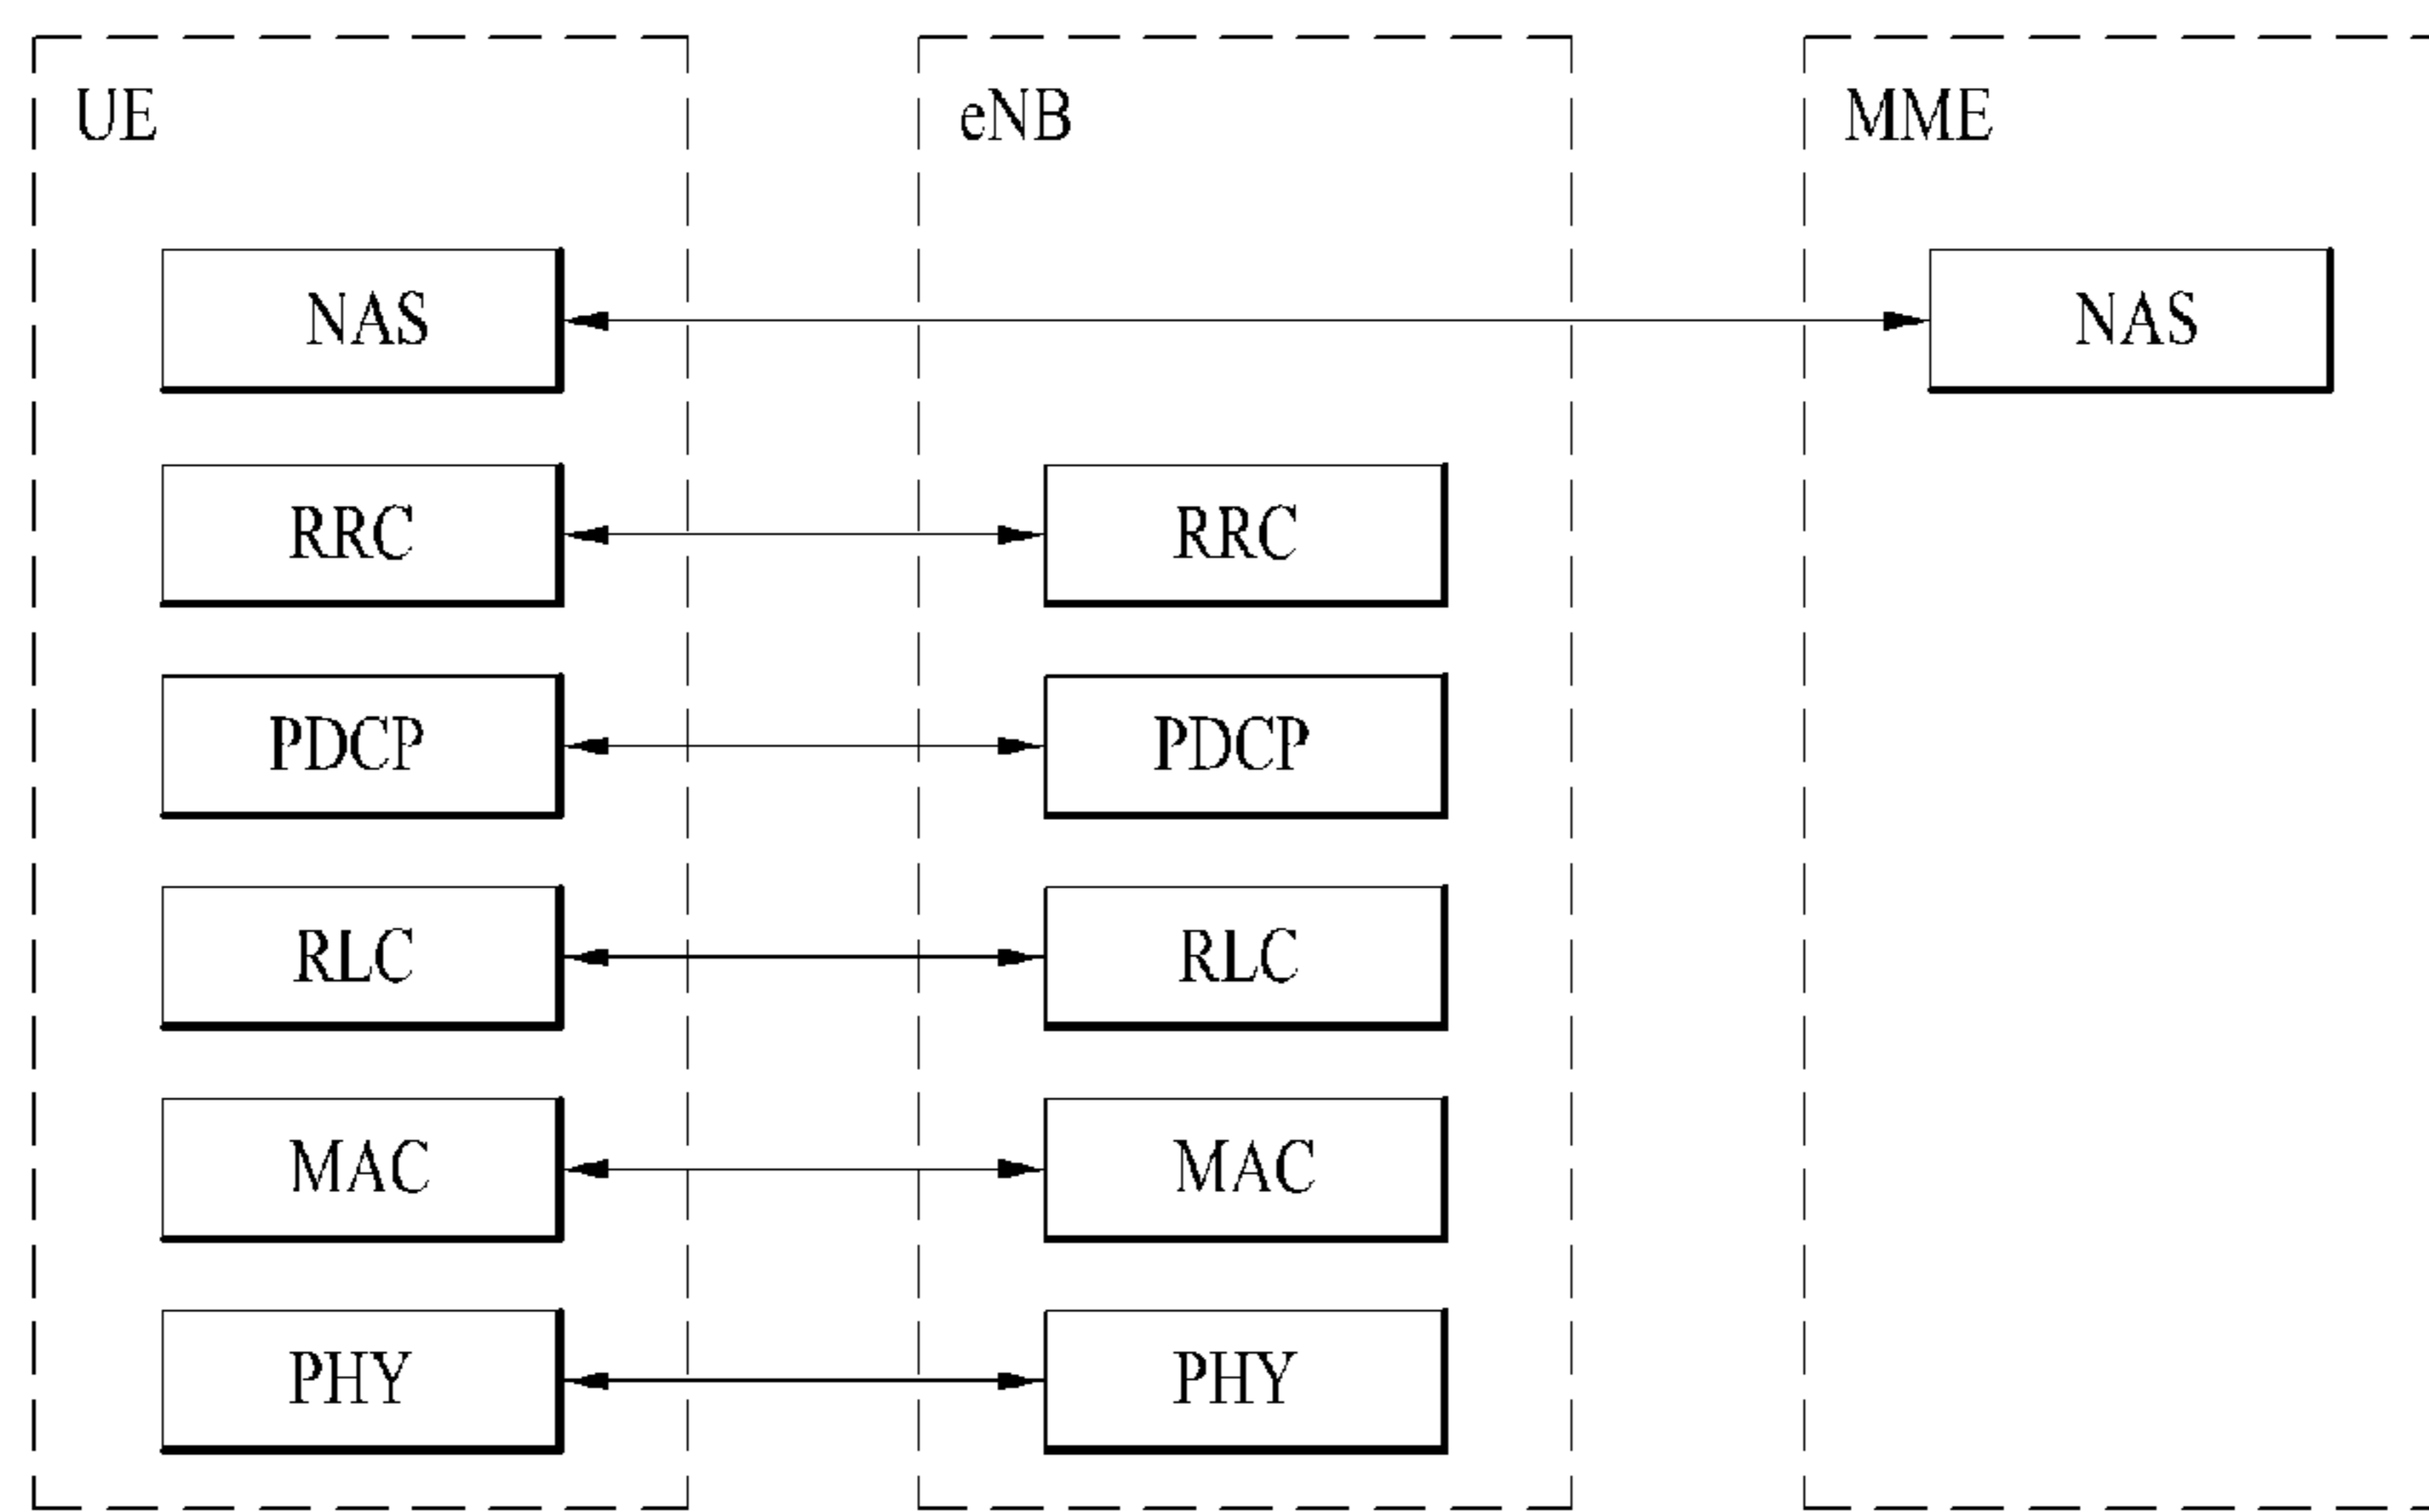 UE
eNB
MME
NAS
NAS
RRC
RRC
PDCP
PDCP
RLC
RLC
MAC
MAC
PHY
PHY